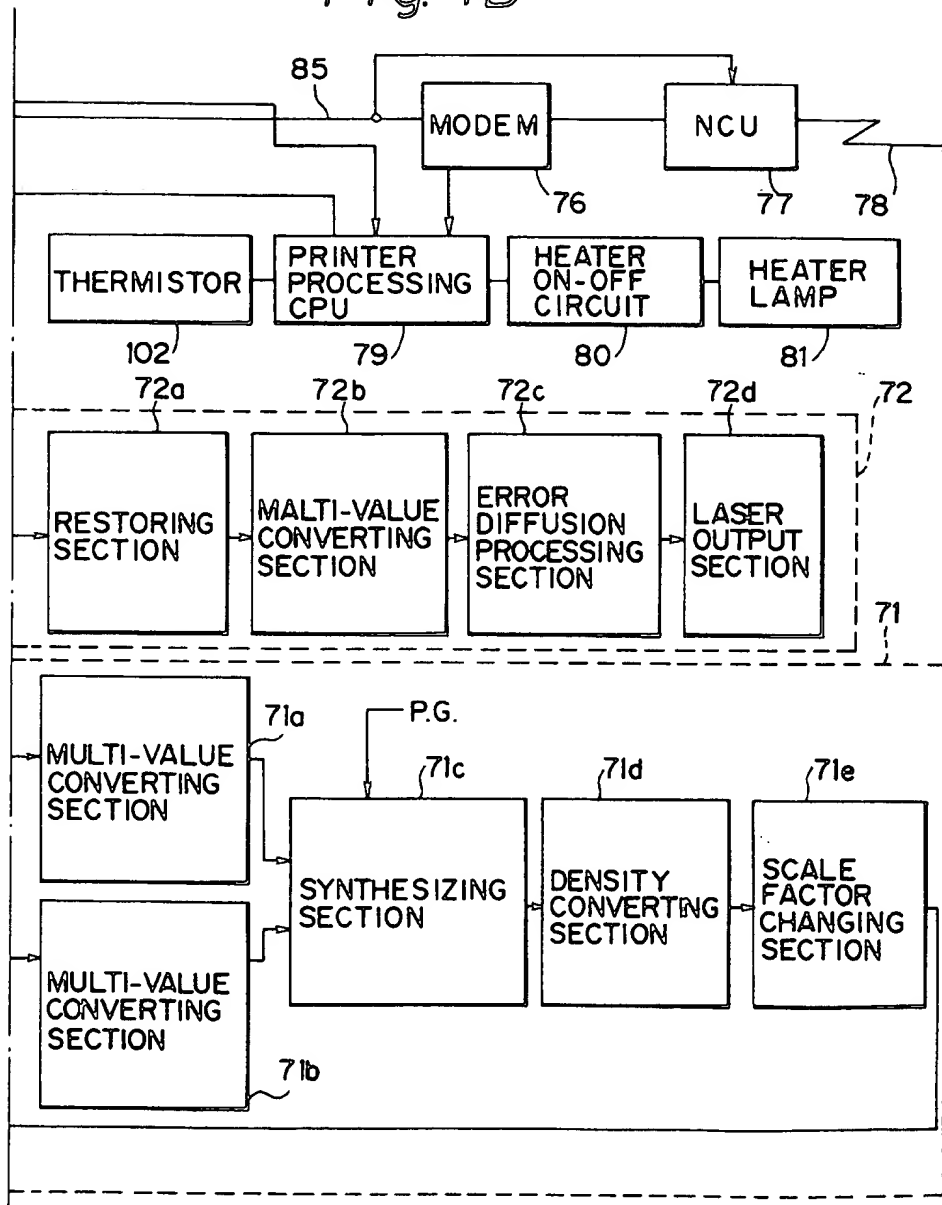 85
MODEM
NCU
76
77
78
THERMISTOR
PRINTER
PROCESSING
CPU
HEATER
ON-OFF
CIRCUIT
HEATER
LAMP
102
79
80
81
72a
72b
72c
72d
72
RESTORING
SECTION
MALTI-VALUE
CONVERTING
SECTION
ERROR
DIFFUSION
PROCESSING
SECTION
LASER
OUTPUT
SECTION
71
MULTI-VALUE
CONVERTING
SECTION
71a
P.G.
71c
71d
71e
SYNTHESIZING
SECTION
DENSITY
CONVERTING
SECTION
SCALE
FACTOR
CHANGING
SECTION
MULTI-VALUE
CONVERTING
SECTION
71b